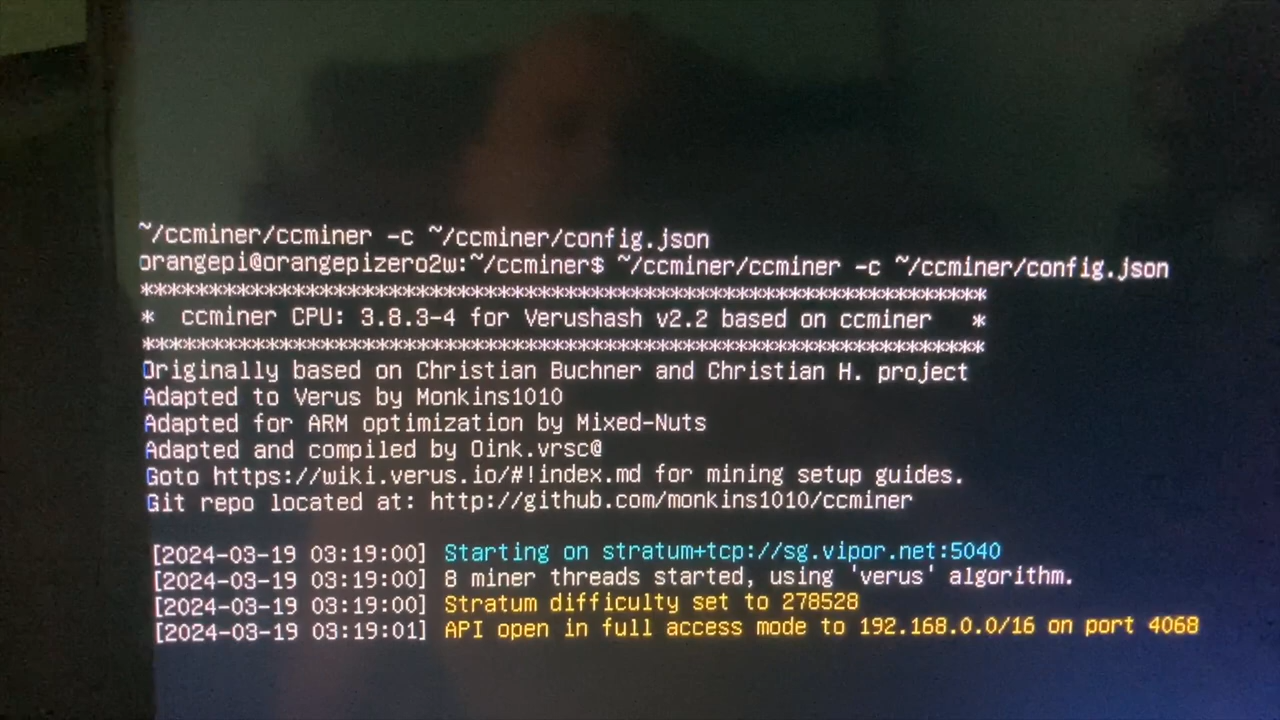 ~/ccminer/ccminer -c ~/ccminer/config.json
orangepi@orangepizero2w:~/ccminer$ ~/ccminer/ccminer -c ~/ccminer/config.json
***************************************************************
*  ccminer CPU: 3.8.3-4 for Verushash v2.2 based on ccminer   *
***************************************************************
Originally based on Christian Buchner and Christian H. project
Adapted to Verus by Monkins1010
Adapted for ARM optimization by Mixed-Nuts
Adapted and compiled by Oink.vrsc@
Goto https://wiki.verus.io/#!index.md for mining setup guides.
Git repo located at: http://github.com/monkins1010/ccminer
[2024-03-19 03:19:00] Starting on stratum+tcp://sg.vipor.net:5040
[2024-03-19 03:19:00] 8 miner threads started, using 'verus' algorithm.
[2024-03-19 03:19:00] Stratum difficulty set to 278528
[2024-03-19 03:19:01] API open in full access mode to 192.168.0.0/16 on port 4068